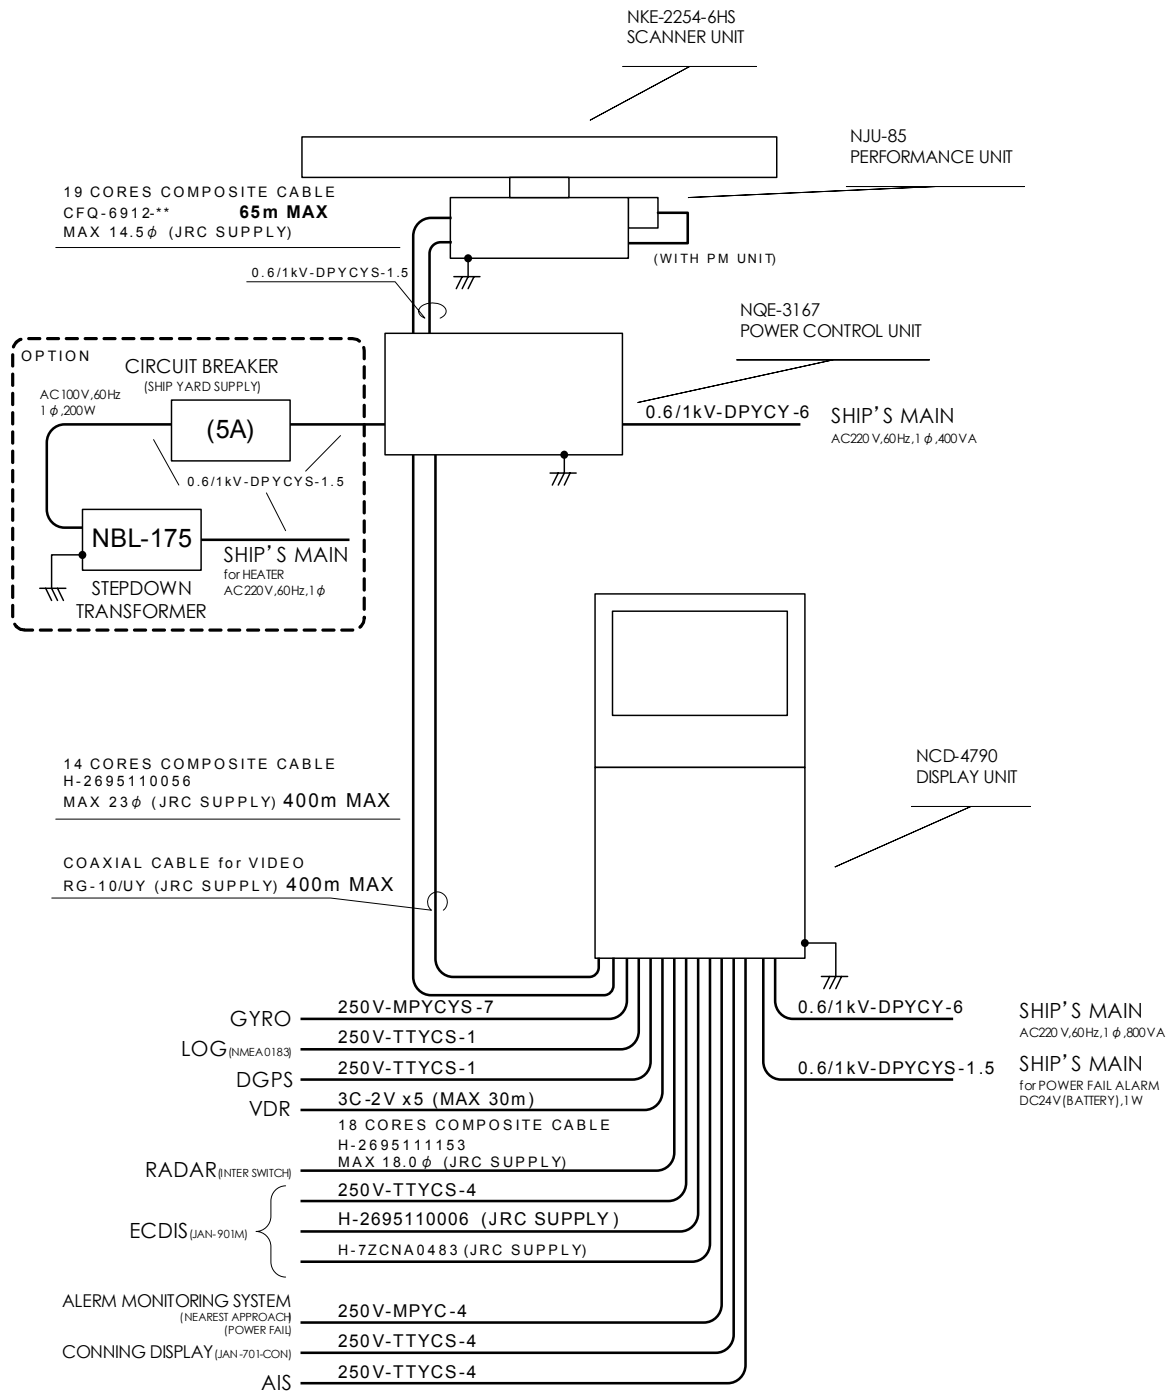 NKE-2254-6HS
SCANNER UNIT
NJU-85
PERFORMANCE UNIT
19 CORES COMPOSITE CABLE
CFQ-6912-** 65m MAX
MAX 14.5φ (JRC SUPPLY)
(WITH PM UNIT)
0.6/1kV-DPYCYS-1.5
NQE-3167
POWER CONTROL UNIT
OPTION
CIRCUIT BREAKER
(SHIP YARD SUPPLY)
AC100V,60Hz
1φ,200W
(5A)
0.6/1kV-DPYCY-6
SHIP'S MAIN
AC220V,60Hz,1φ,400VA
0.6/1kV-DPYCYS-1.5
NBL-175
SHIP'S MAIN
for HEATER
AC220V,60Hz,1φ
STEPDOWN
TRANSFORMER
14 CORES COMPOSITE CABLE
H-2695110056
MAX 23φ (JRC SUPPLY) 400m MAX
NCD-4790
DISPLAY UNIT
COAXIAL CABLE for VIDEO
RG-10/UY (JRC SUPPLY) 400m MAX
GYRO
250V-MPYCYS-7
0.6/1kV-DPYCY-6
SHIP'S MAIN
AC220V,60Hz,1φ,800VA
LOG(NMEA0183)
250V-TTYCS-1
DGPS
250V-TTYCS-1
0.6/1kV-DPYCYS-1.5
SHIP'S MAIN
for POWER FAIL ALARM
DC24V(BATTERY),1W
VDR
3C-2V x5 (MAX 30m)
18 CORES COMPOSITE CABLE
H-2695111153
MAX 18.0φ (JRC SUPPLY)
RADAR(INTER SWITCH)
250V-TTYCS-4
ECDIS(JAN-901M)
H-2695110006 (JRC SUPPLY)
H-7ZCNA0483 (JRC SUPPLY)
ALERM MONITORING SYSTEM
(NEAREST APPROACH)
(POWER FAIL)
250V-MPYC-4
CONNING DISPLAY(JAN-701-CON)
250V-TTYCS-4
AIS
250V-TTYCS-4